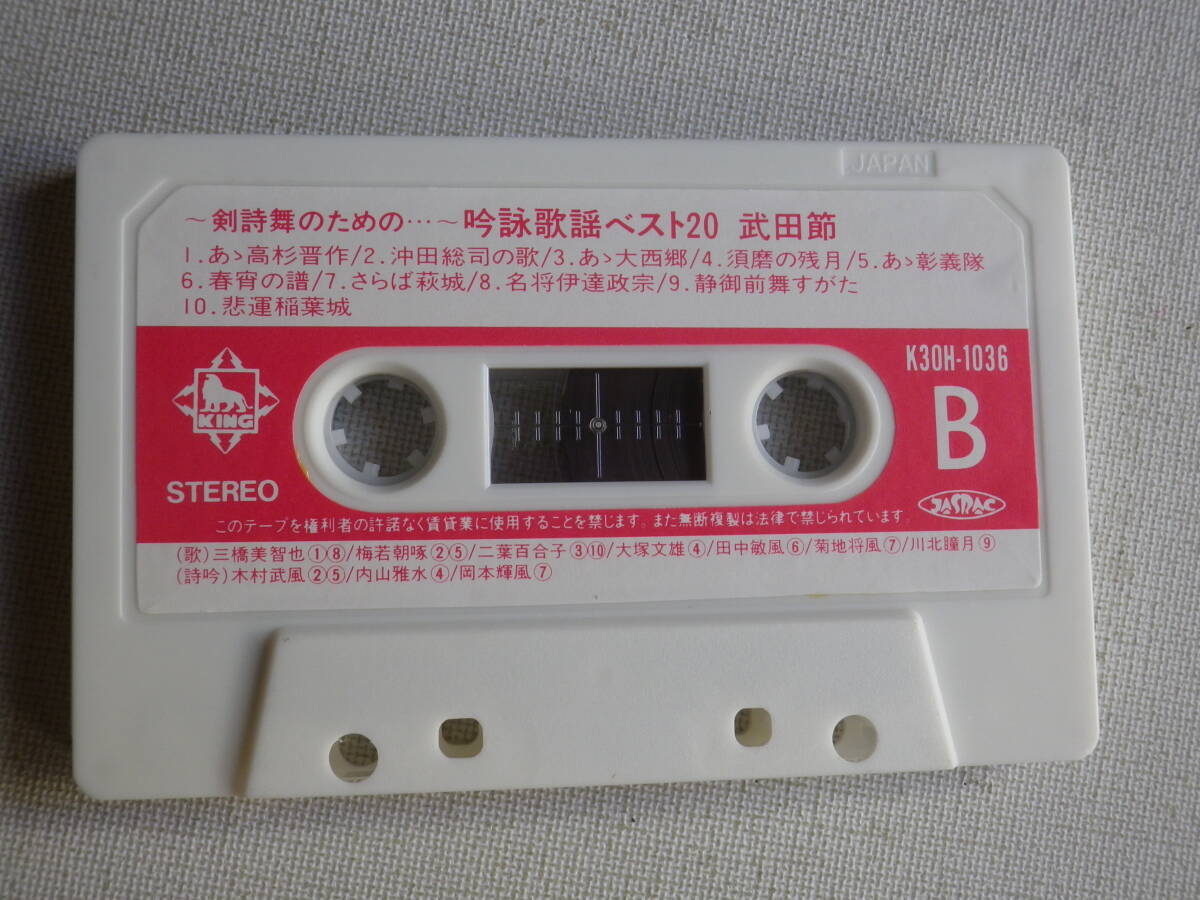 JAPAN
～剣詩舞のための…～吟詠歌謡ベスト20 武田節
1.あゝ高杉晋作/2.沖田総司の歌/3.あゝ大西郷/4.須磨の残月/5.あゝ彰義隊
6.春宵の譜/7.さらば萩城/8.名将伊達政宗/9.静御前舞すがた
10.悲運稲葉城
K30H-1036
KING
B
STEREO
JASRAC
このテープを権利者の許諾なく賃貸業に使用することを禁じます。また無断複製は法律で禁じられています。
(歌)三橋美智也①⑧/梅若朝啄②⑤/二葉百合子③⑩/大塚文雄④/田中敏風⑥/菊地将風⑦/川北瞳月⑨
(詩吟)木村武風②⑤/内山雅水④/岡本輝風⑦